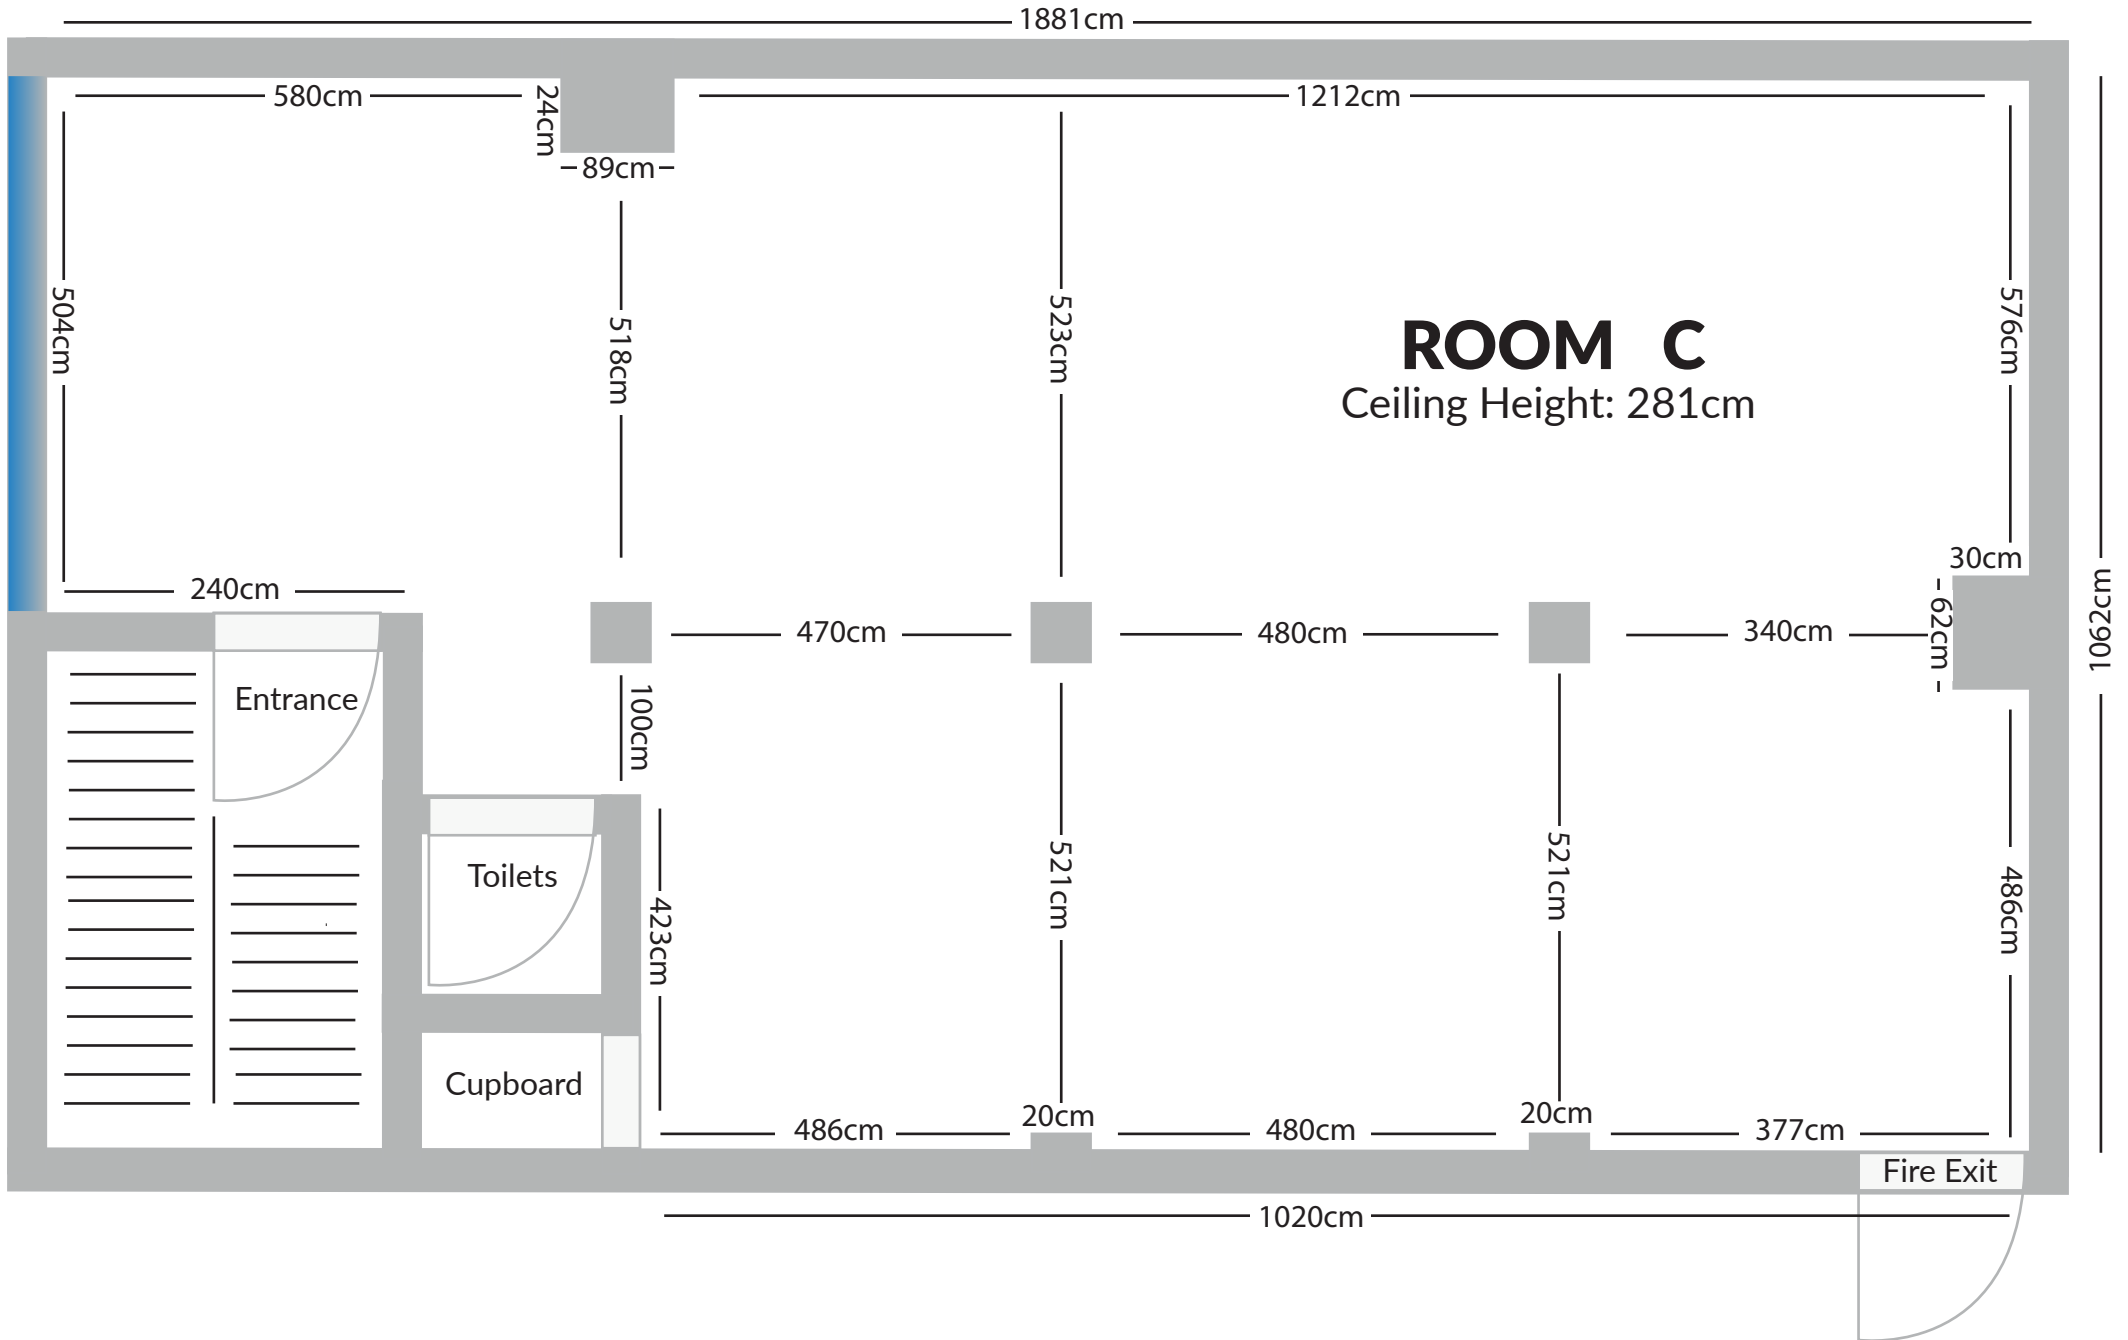 1881cm
580cm
24cm
1212cm
89cm
504cm
518cm
523cm
ROOM C
Ceiling Height: 281cm
576cm
30cm
240cm
470cm
480cm
340cm
62cm
1062cm
Entrance
100cm
Toilets
423cm
521cm
521cm
486cm
Cupboard
486cm
20cm
480cm
20cm
377cm
Fire Exit
1020cm